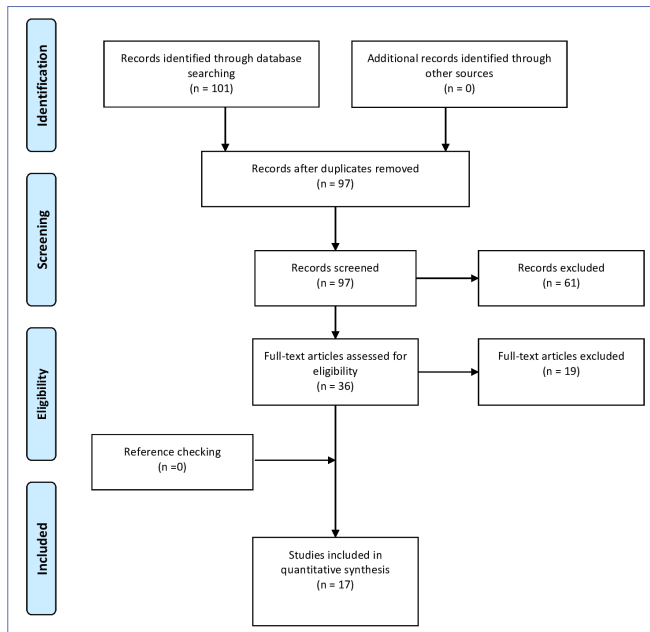 Identification
Records identified through database
searching
(n = 101)
Additional records identified through
other sources
(n = 0)
Records after duplicates removed
(n = 97)
Screening
Records screened
(n = 97)
Records excluded
(n = 61)
Eligibility
Full-text articles assessed for
eligibility
(n = 36)
Full-text articles excluded
(n = 19)
Reference checking
(n =0)
Included
Studies included in
quantitative synthesis
(n = 17)